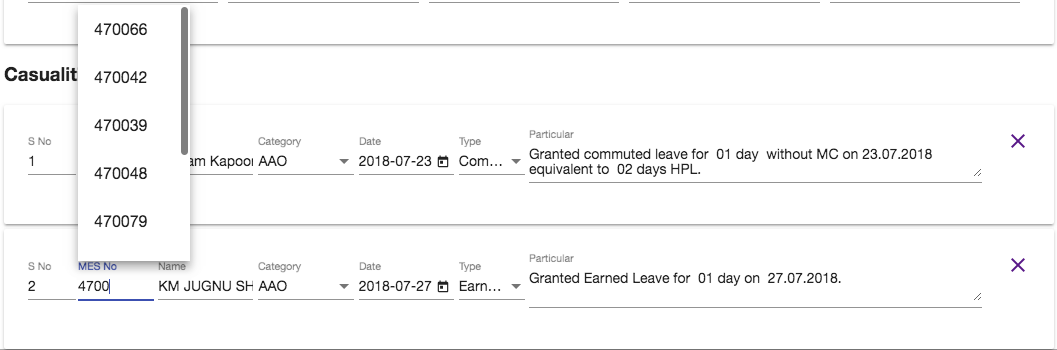 470066
470042
470039
470048
470079
Casualit
S No
1
am Kapoor
Category
AAO
Date
2018-07-23
Type
Com...
Particular
Granted commuted leave for 01 day without MC on 23.07.2018
equivalent to 02 days HPL.
S No
2
MES No
4700
Name
KM JUGNU SH
Category
AAO
Date
2018-07-27
Type
Earn...
Particular
Granted Earned Leave for 01 day on 27.07.2018.